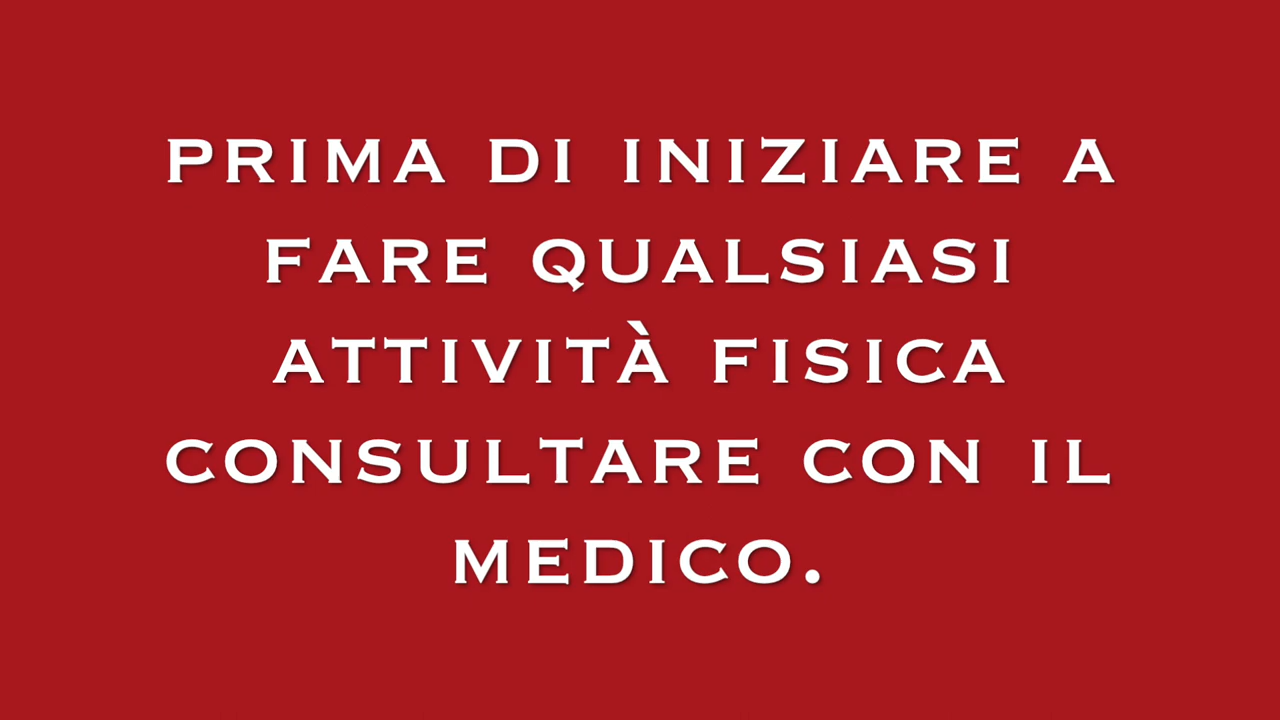 PRIMA DI INIZIARE A
FARE QUALSIASI
ATTIVITÀ FISICA
CONSULTARE CON IL
MEDICO.